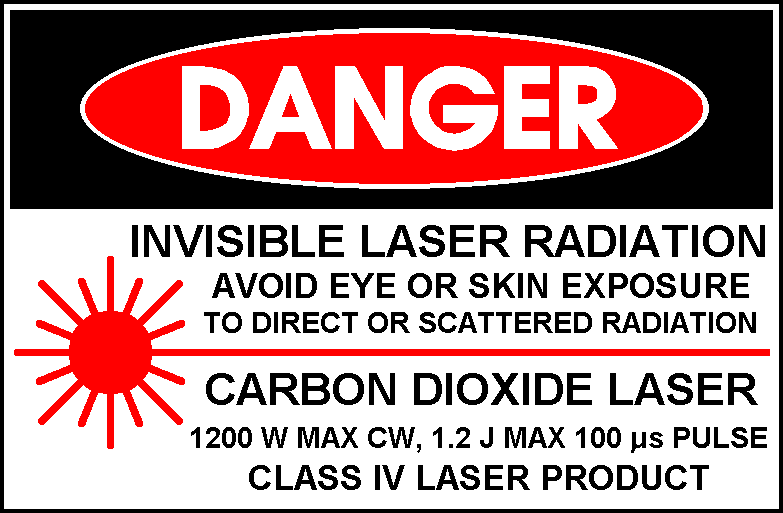 DANGER
INVISIBLE LASER RADIATION
AVOID EYE OR SKIN EXPOSURE
TO DIRECT OR SCATTERED RADIATION
CARBON DIOXIDE LASER
1200 W MAX CW, 1.2 J MAX 100 µs PULSE
CLASS IV LASER PRODUCT